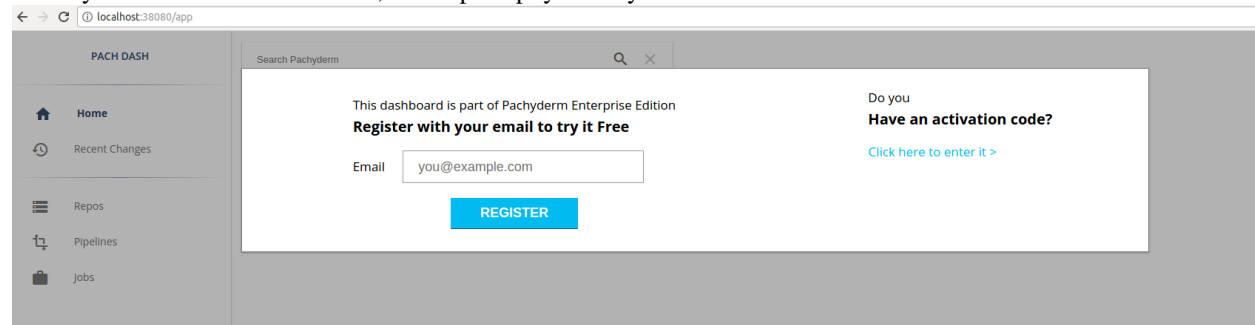 localhost:38080/app
PACH DASH
Search Pachyderm
Home
Recent Changes
Repos
Pipelines
Jobs
This dashboard is part of Pachyderm Enterprise Edition
Register with your email to try it Free
Email
you@example.com
REGISTER
Do you
Have an activation code?
Click here to enter it >